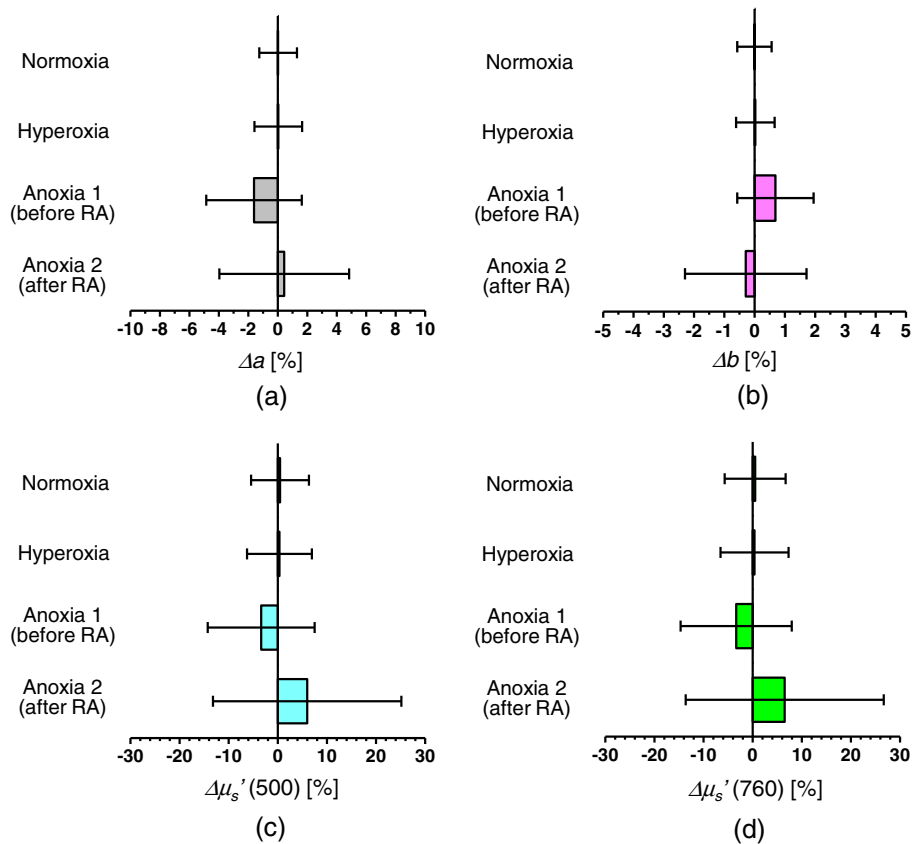 Normoxia
Hyperoxia
Anoxia 1
(before RA)
Anoxia 2
(after RA)
-10 -8 -6 -4 -2 0 2 4 6 8 10
Δa [%]
(a)
Normoxia
Hyperoxia
Anoxia 1
(before RA)
Anoxia 2
(after RA)
-5 -4 -3 -2 -1 0 1 2 3 4 5
Δb [%]
(b)
Normoxia
Hyperoxia
Anoxia 1
(before RA)
Anoxia 2
(after RA)
-30 -20 -10 0 10 20 30
Δμs’ (500) [%]
(c)
Normoxia
Hyperoxia
Anoxia 1
(before RA)
Anoxia 2
(after RA)
-30 -20 -10 0 10 20 30
Δμs’ (760) [%]
(d)